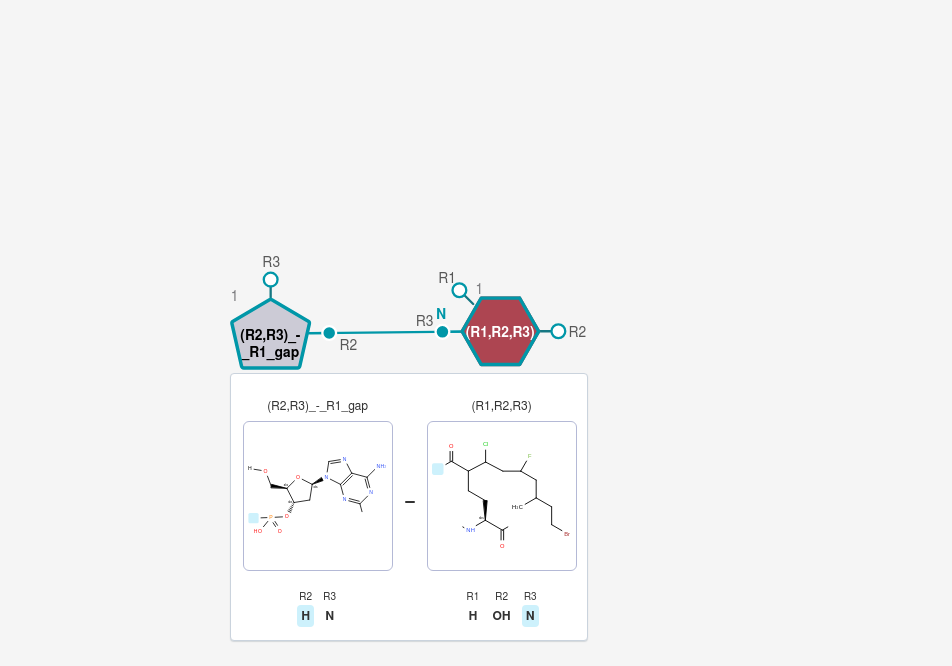 R3
1
(R2,R3)_-
_R1_gap
R2
R3
N
R1
1
(R1,R2,R3)
R2
(R2,R3)_-_R1_gap
(R1,R2,R3)
H
O
O
N
N
N
N
NH
O
P
HO
O
O
Cl
F
H₃C
Br
NH
O
–
R2 R3
H N
R1 R2 R3
H OH N